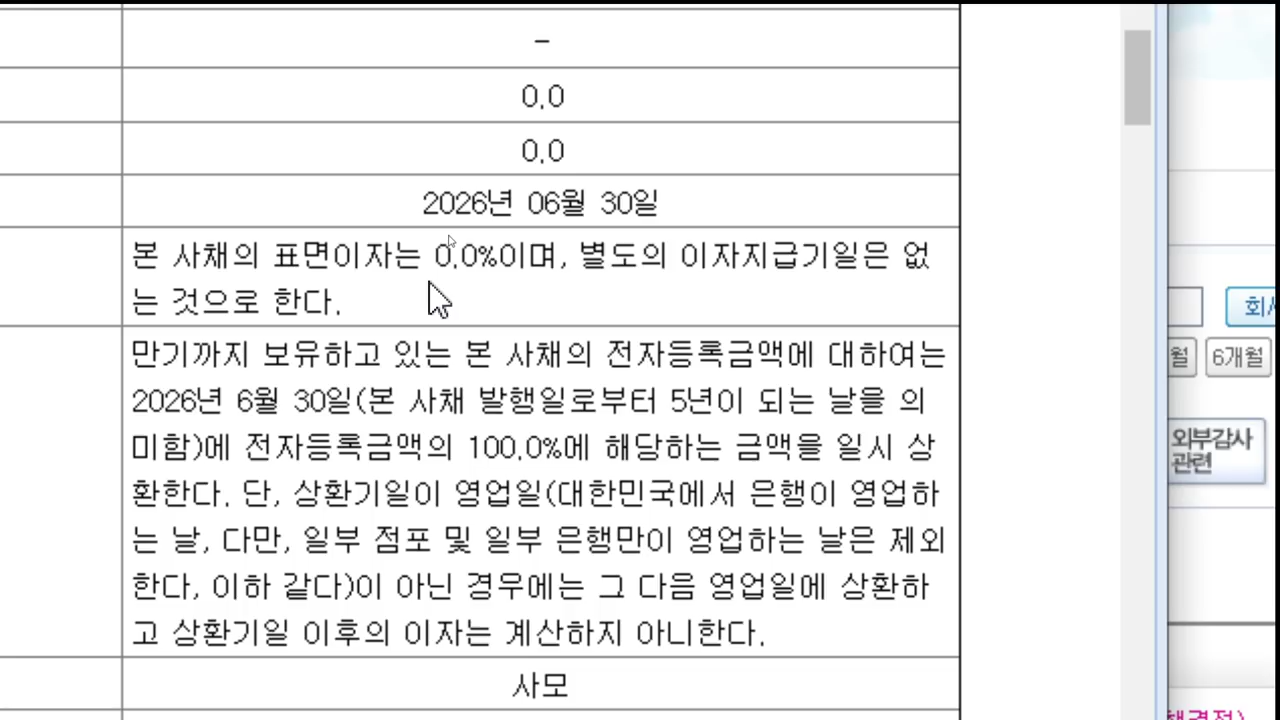 –
0.0
0.0
2026년 06월 30일
본 사채의 표면이자는 0.0%이며, 별도의 이자지급기일은 없
는 것으로 한다.
만기까지 보유하고 있는 본 사채의 전자등록금액에 대하여는
2026년 6월 30일(본 사채 발행일로부터 5년이 되는 날을 의
미함)에 전자등록금액의 100.0%에 해당하는 금액을 일시 상
환한다. 단, 상환기일이 영업일(대한민국에서 은행이 영업하
는 날, 다만, 일부 점포 및 일부 은행만이 영업하는 날은 제외
한다, 이하 같다)이 아닌 경우에는 그 다음 영업일에 상환하
고 상환기일 이후의 이자는 계산하지 아니한다.
사모
월
6개월
외부감사
관련